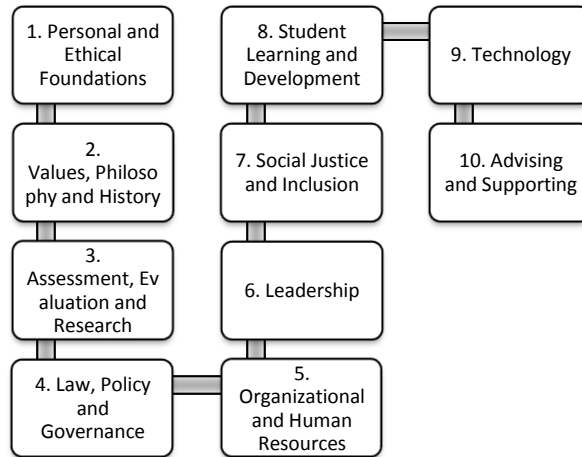 1. Personal and
Ethical
Foundations
2.
Values, Philoso
phy and History
3.
Assessment, Ev
aluation and
Research
4. Law, Policy
and
Governance
5.
Organizational
and Human
Resources
6. Leadership
7. Social Justice
and Inclusion
8. Student
Learning and
Development
9. Technology
10. Advising
and Supporting